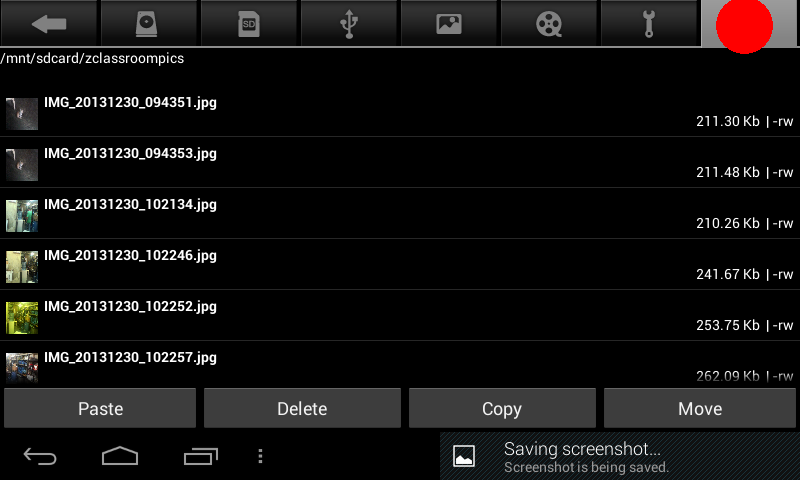 SD
/mnt/sdcard/zclassroompics
IMG_20131230_094351.jpg
211.30 Kb | -rw
IMG_20131230_094353.jpg
211.48 Kb | -rw
IMG_20131230_102134.jpg
210.26 Kb | -rw
IMG_20131230_102246.jpg
241.67 Kb | -rw
IMG_20131230_102252.jpg
253.75 Kb | -rw
IMG_20131230_102257.jpg
262.09 Kb | -rw
Paste Delete Copy Move
Saving screenshot...
Screenshot is being saved.